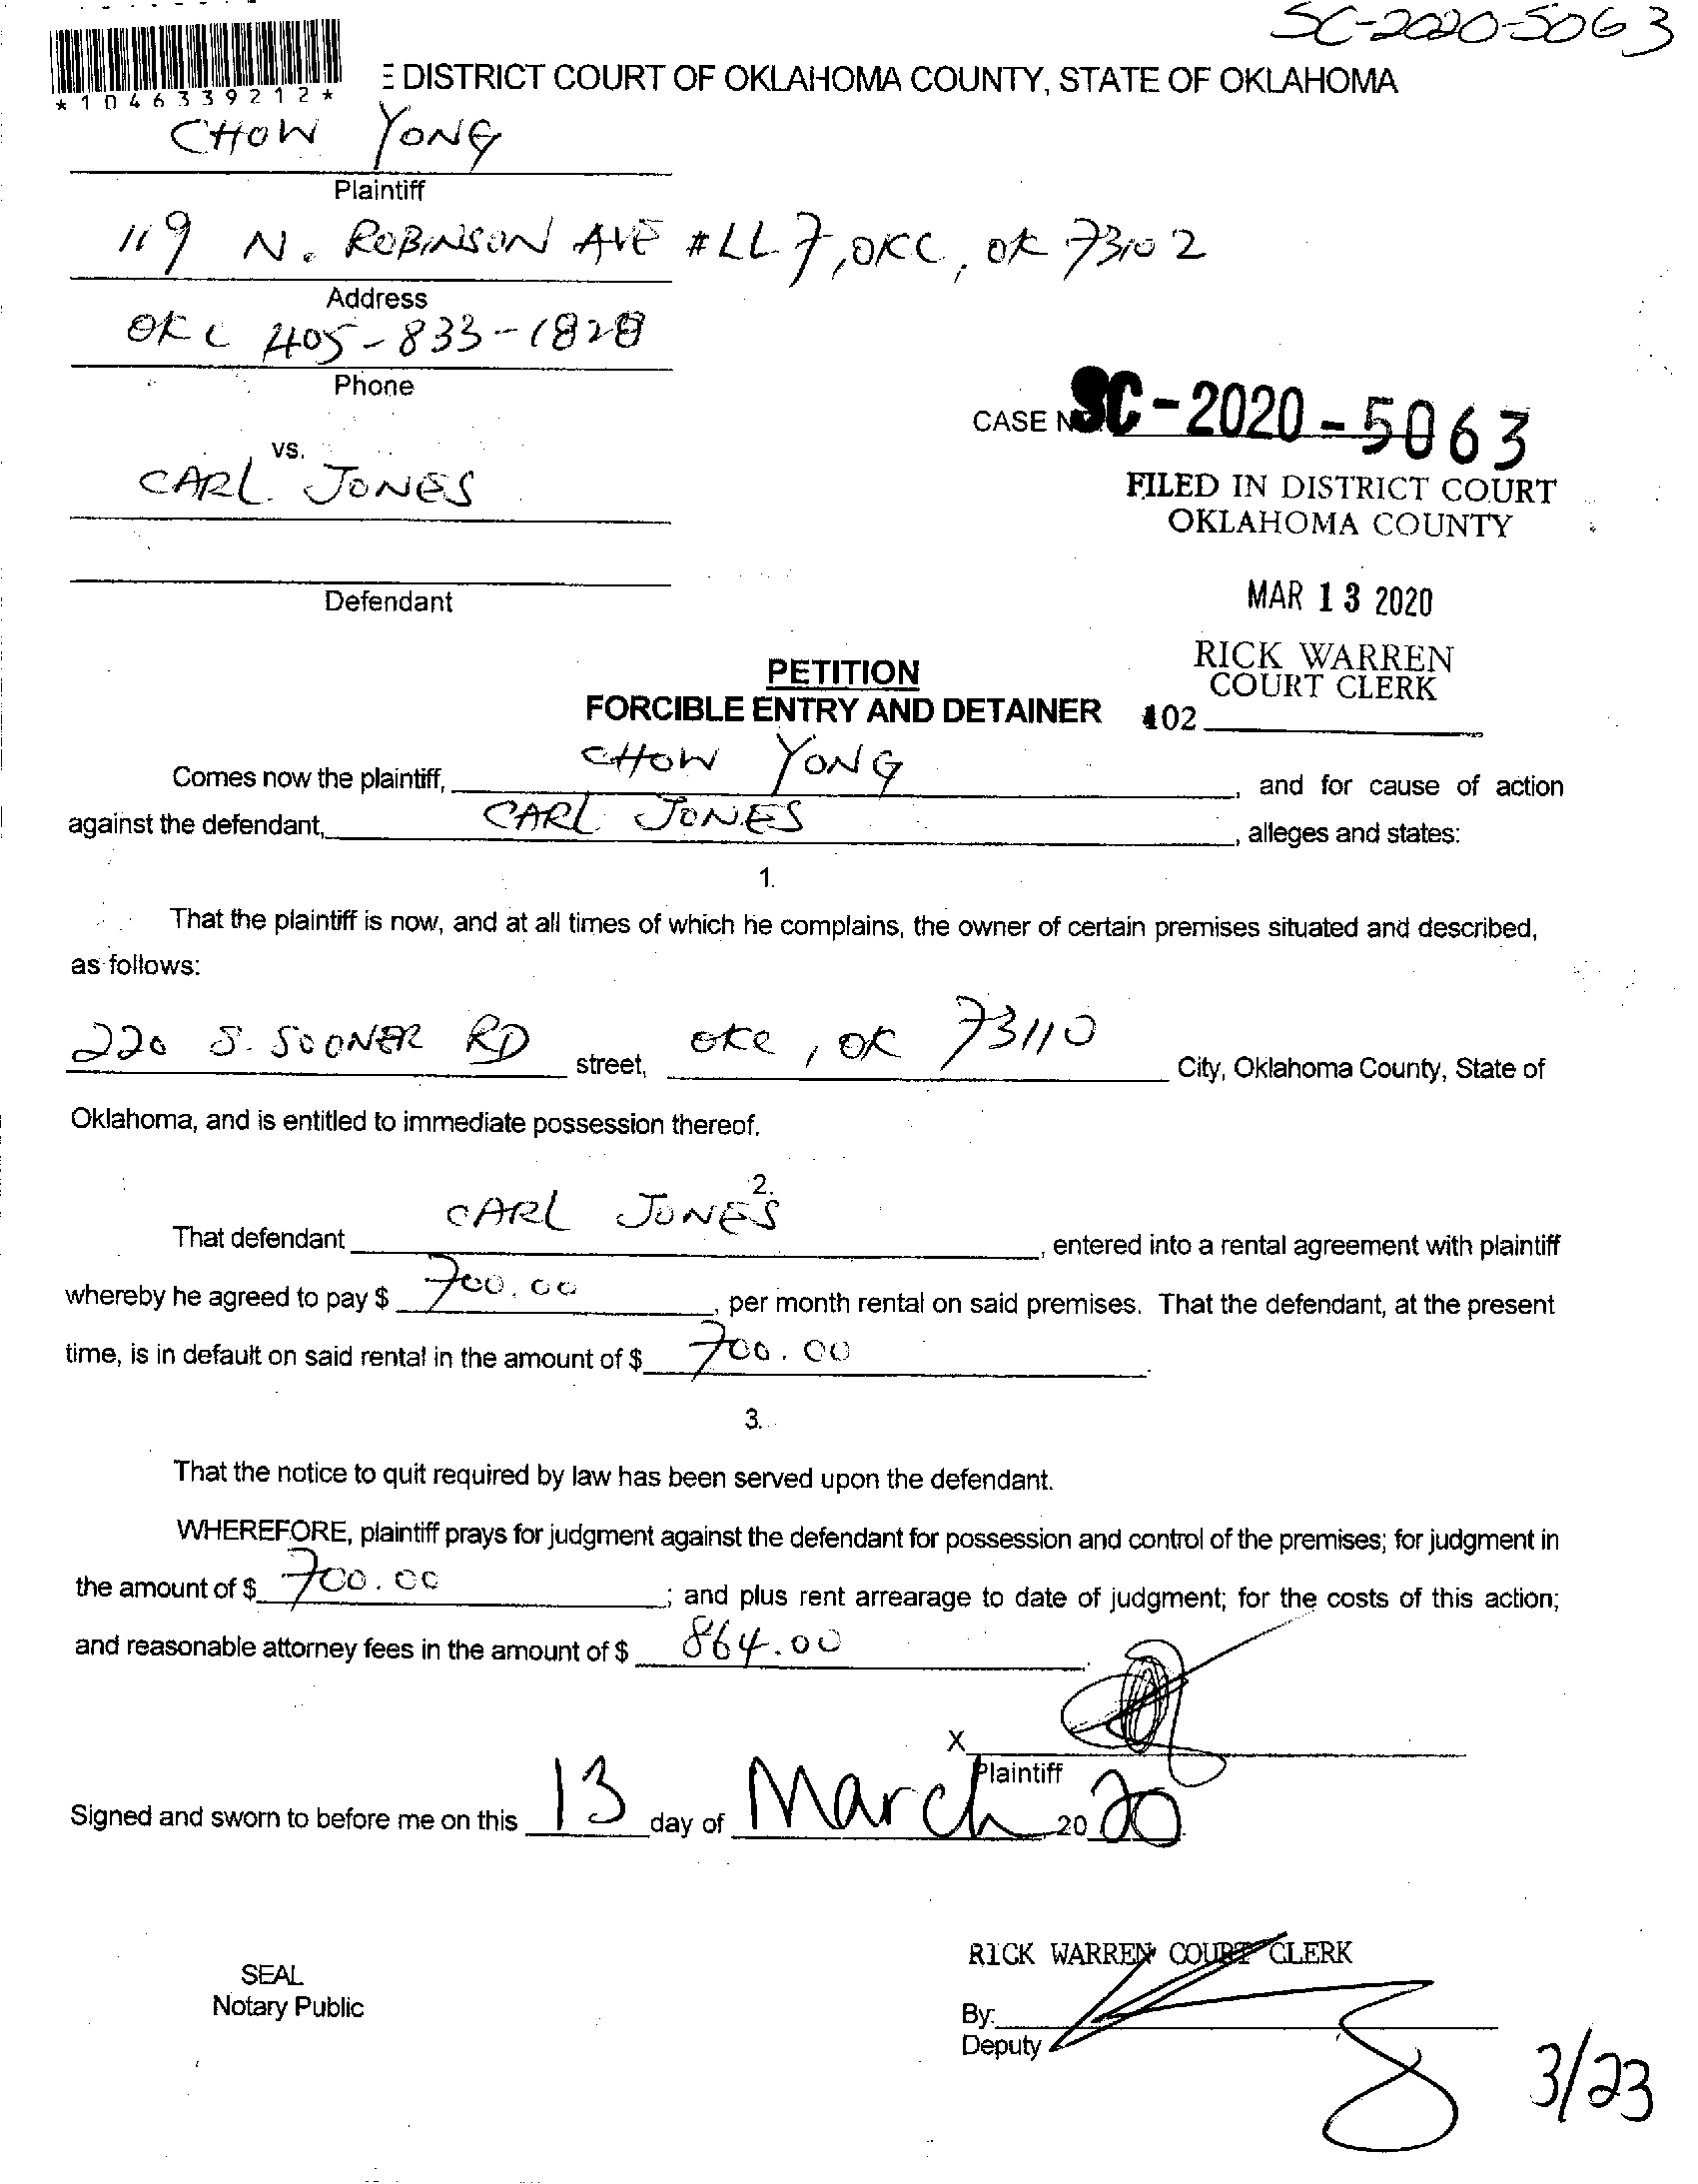 SC-2020-5063
*1046339212*
E DISTRICT COURT OF OKLAHOMA COUNTY, STATE OF OKLAHOMA
CHOW YONG
Plaintiff
119 N. ROBINSON AVE #LL7, OKC, OK 73102
Address
OKC 405-833-1828
Phone
CASE N SC-2020-5063
vs.
CARL JONES
FILED IN DISTRICT COURT
OKLAHOMA COUNTY
Defendant
MAR 13 2020
RICK WARREN
COURT CLERK
PETITION
FORCIBLE ENTRY AND DETAINER
102
Comes now the plaintiff, CHOW YONG, and for cause of action
against the defendant, CARL JONES, alleges and states:
1.
That the plaintiff is now, and at all times of which he complains, the owner of certain premises situated and described,
as follows:
220 S. SOONER RD street, OKC, OK 73110 City, Oklahoma County, State of
Oklahoma, and is entitled to immediate possession thereof.
2.
That defendant CARL JONES, entered into a rental agreement with plaintiff
whereby he agreed to pay $ 700.00, per month rental on said premises. That the defendant, at the present
time, is in default on said rental in the amount of $ 700.00.
3.
That the notice to quit required by law has been served upon the defendant.
WHEREFORE, plaintiff prays for judgment against the defendant for possession and control of the premises; for judgment in
the amount of $ 700.00; and plus rent arrearage to date of judgment; for the costs of this action;
and reasonable attorney fees in the amount of $ 864.00.
X
Plaintiff
Signed and sworn to before me on this 13 day of March 2020.
RICK WARREN COURT CLERK
SEAL
Notary Public
By:
Deputy
3/23